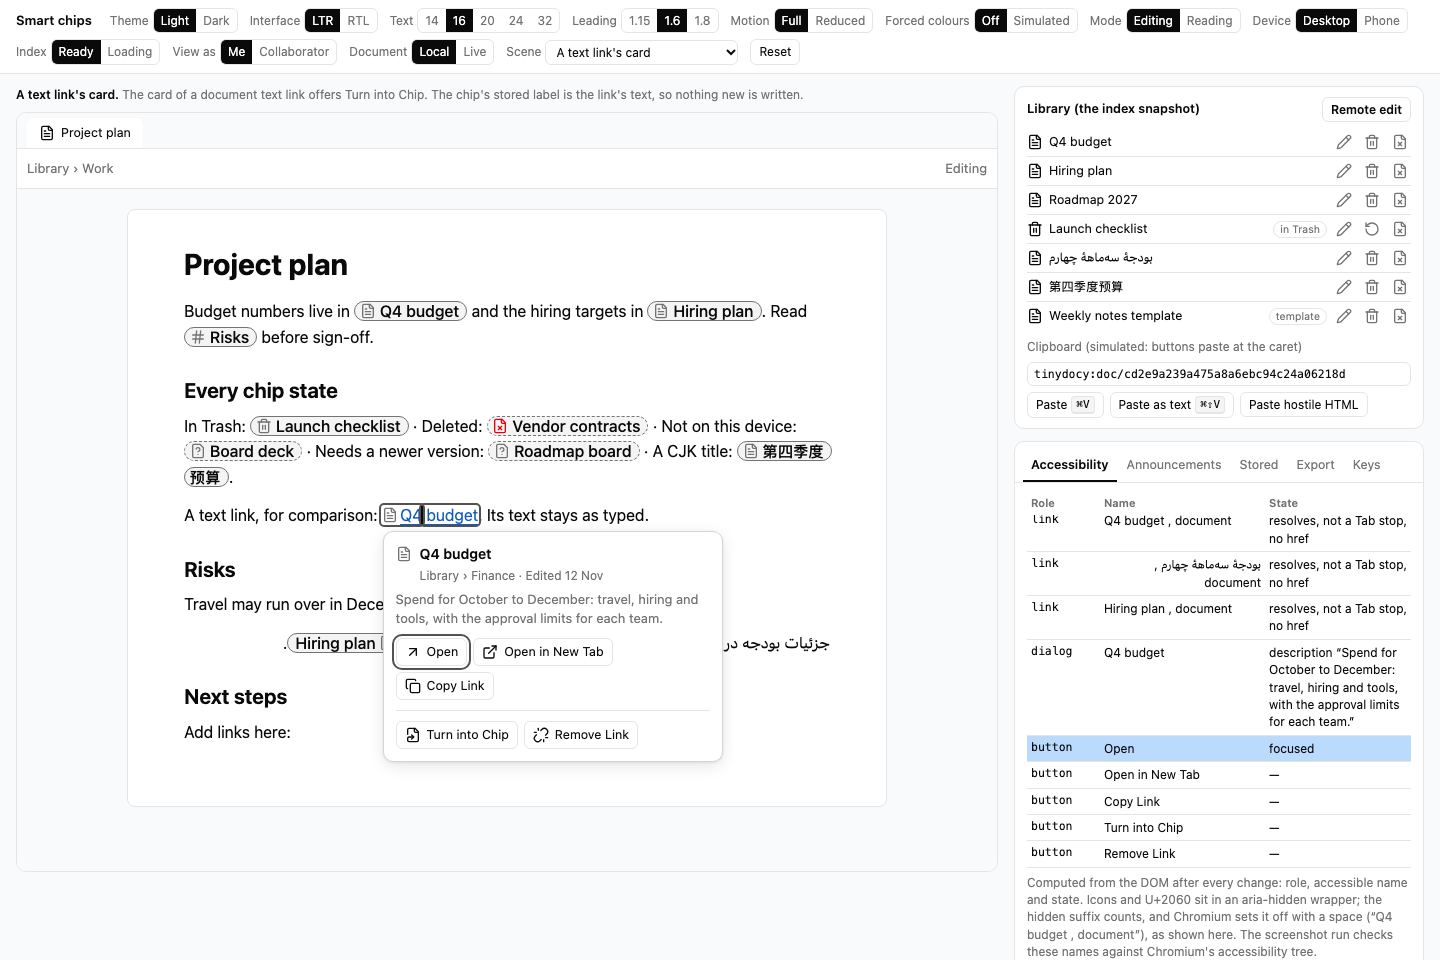 Smart chips Theme Light Dark Interface LTR RTL Text 14 16 20 24 32 Leading 1.15 1.6 1.8 Motion Full Reduced Forced colours Off Simulated Mode Editing Reading Device Desktop Phone
Index Ready Loading View as Me Collaborator Document Local Live Scene A text link's card Reset
A text link's card. The card of a document text link offers Turn into Chip. The chip's stored label is the link's text, so nothing new is written.
Project plan
Library › Work
Editing
Project plan
Budget numbers live in Q4 budget and the hiring targets in Hiring plan. Read
# Risks before sign-off.
Every chip state
In Trash: Launch checklist · Deleted: Vendor contracts · Not on this device:
Board deck · Needs a newer version: Roadmap board · A CJK title: 第四季度
预算.
A text link, for comparison: Q4 budget Its text stays as typed.
Q4 budget
Library › Finance · Edited 12 Nov
Spend for October to December: travel, hiring and
tools, with the approval limits for each team.
Open Open in New Tab
Copy Link
Turn into Chip Remove Link
Risks
Travel may run over in Dece
جزئیات بودجه در
Hiring plan .
Next steps
Add links here:
Library (the index snapshot) Remote edit
Q4 budget
Hiring plan
Roadmap 2027
Launch checklist in Trash
بودجهٔ سه‌ماههٔ چهارم
第四季度预算
Weekly notes template template
Clipboard (simulated: buttons paste at the caret)
tinydocy:doc/cd2e9a239a475a8a6ebc94c24a06218d
Paste ⌘V Paste as text ⌘⇧V Paste hostile HTML
Accessibility Announcements Stored Export Keys
Role Name State
link Q4 budget , document resolves, not a Tab stop,
no href
link بودجهٔ سه‌ماههٔ چهارم , resolves, not a Tab stop,
document no href
link Hiring plan , document resolves, not a Tab stop,
no href
dialog Q4 budget description “Spend for
October to December:
travel, hiring and tools,
with the approval limits
for each team.”
button Open focused
button Open in New Tab —
button Copy Link —
button Turn into Chip —
button Remove Link —
Computed from the DOM after every change: role, accessible name
and state. Icons and U+2060 sit in an aria-hidden wrapper; the
hidden suffix counts, and Chromium sets it off with a space (“Q4
budget , document”), as shown here. The screenshot run checks
these names against Chromium's accessibility tree.